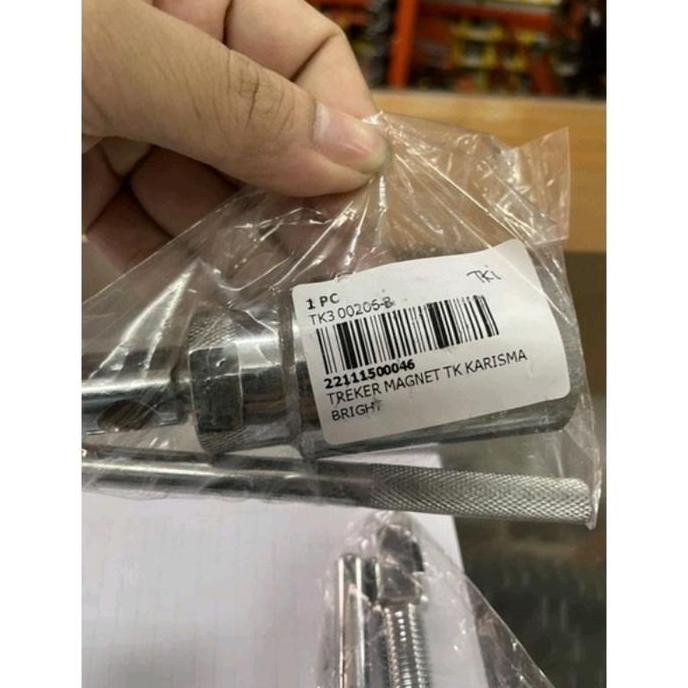 1 PC
TKi
TK3 00206-B
22111500046
TREKER MAGNET TK KARISMA
BRIGHT